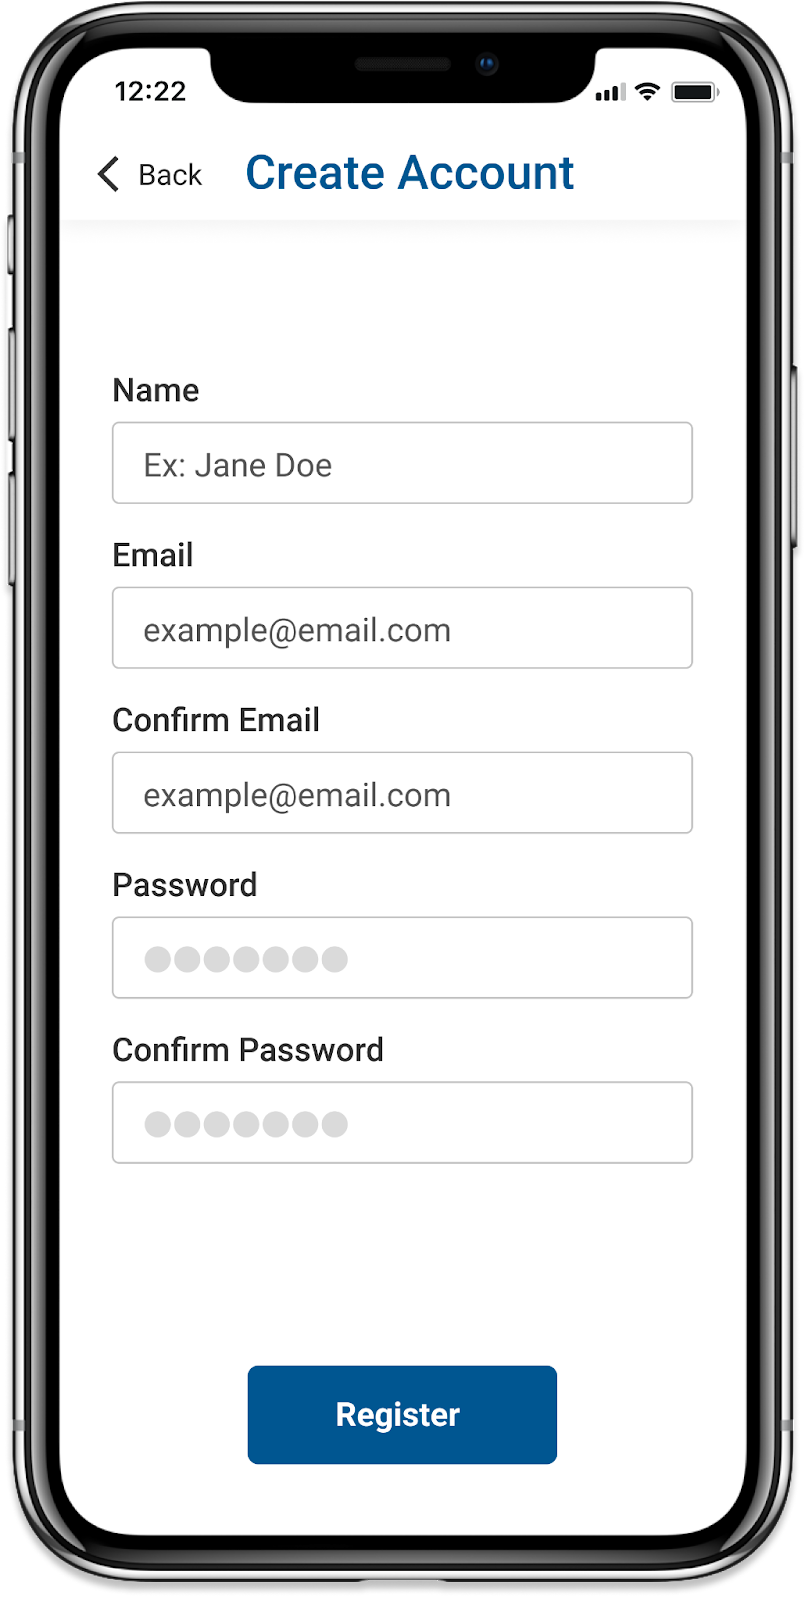 12:22
Back Create Account
Name
Ex: Jane Doe
Email
example@email.com
Confirm Email
example@email.com
Password
Confirm Password
Register